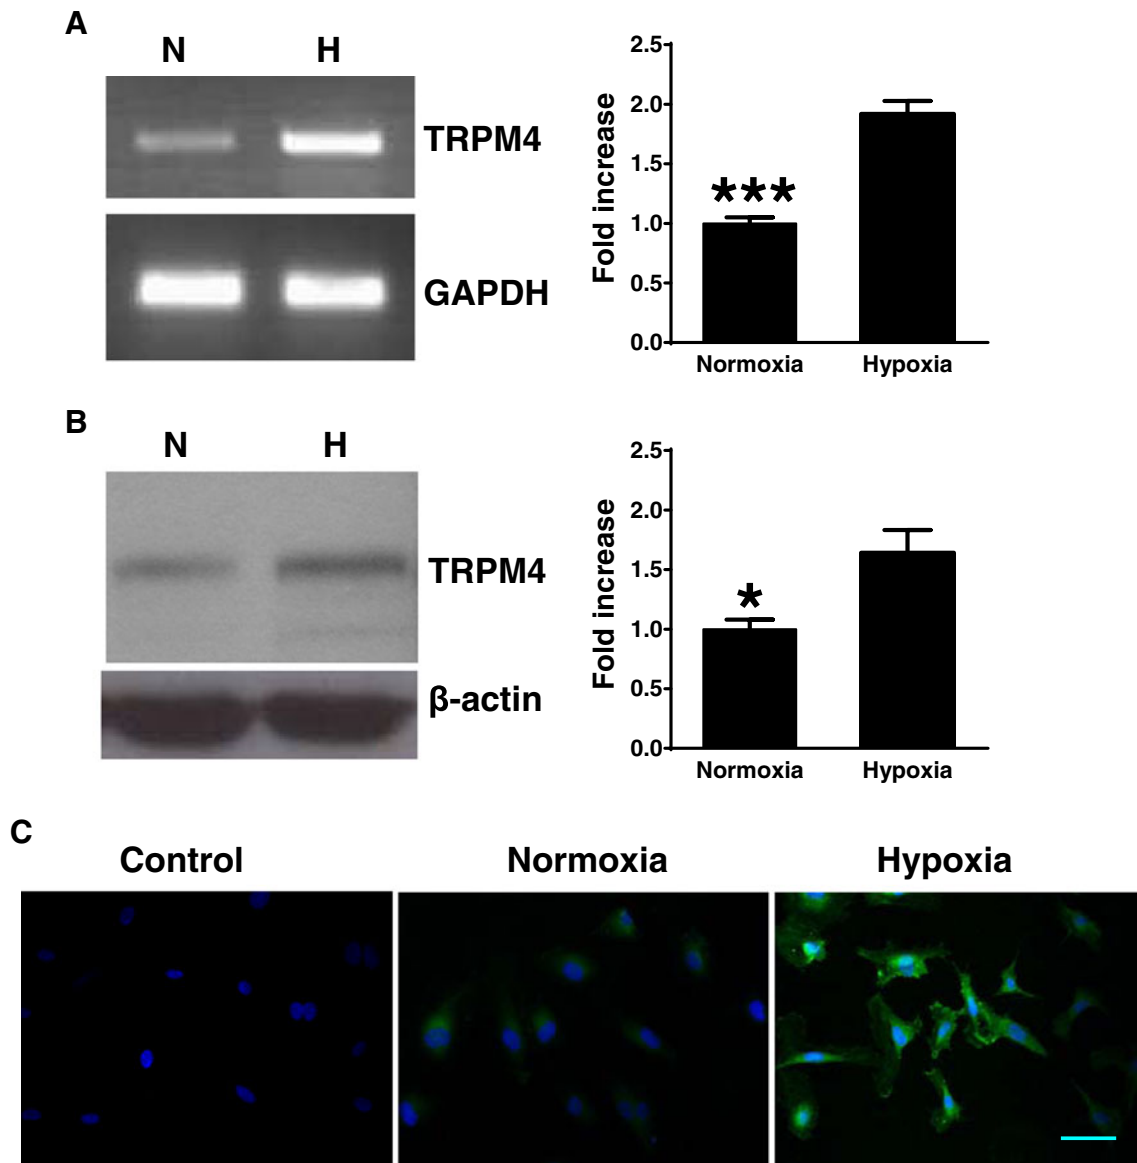 A
N H
TRPM4
GAPDH
Fold increase
2.5
2.0
1.5
1.0
0.5
0.0
***
Normoxia Hypoxia
B
N H
TRPM4
β-actin
Fold increase
2.5
2.0
1.5
1.0
0.5
0.0
*
Normoxia Hypoxia
C
Control Normoxia Hypoxia